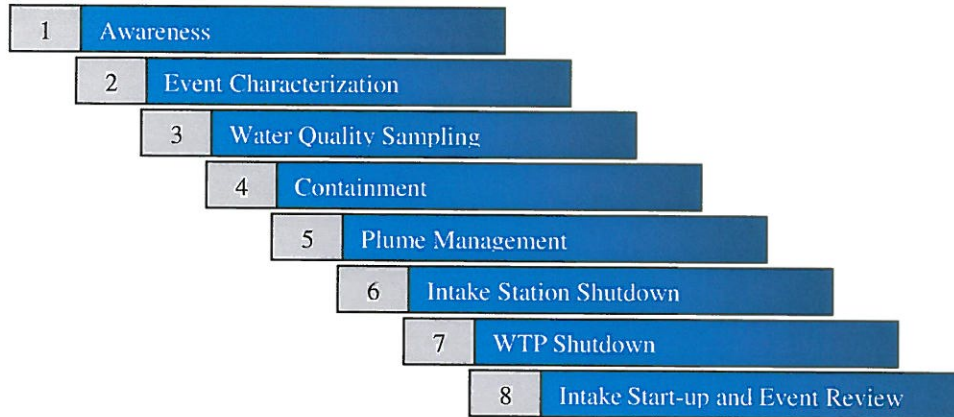 1 Awareness
2 Event Characterization
3 Water Quality Sampling
4 Containment
5 Plume Management
6 Intake Station Shutdown
7 WTP Shutdown
8 Intake Start-up and Event Review